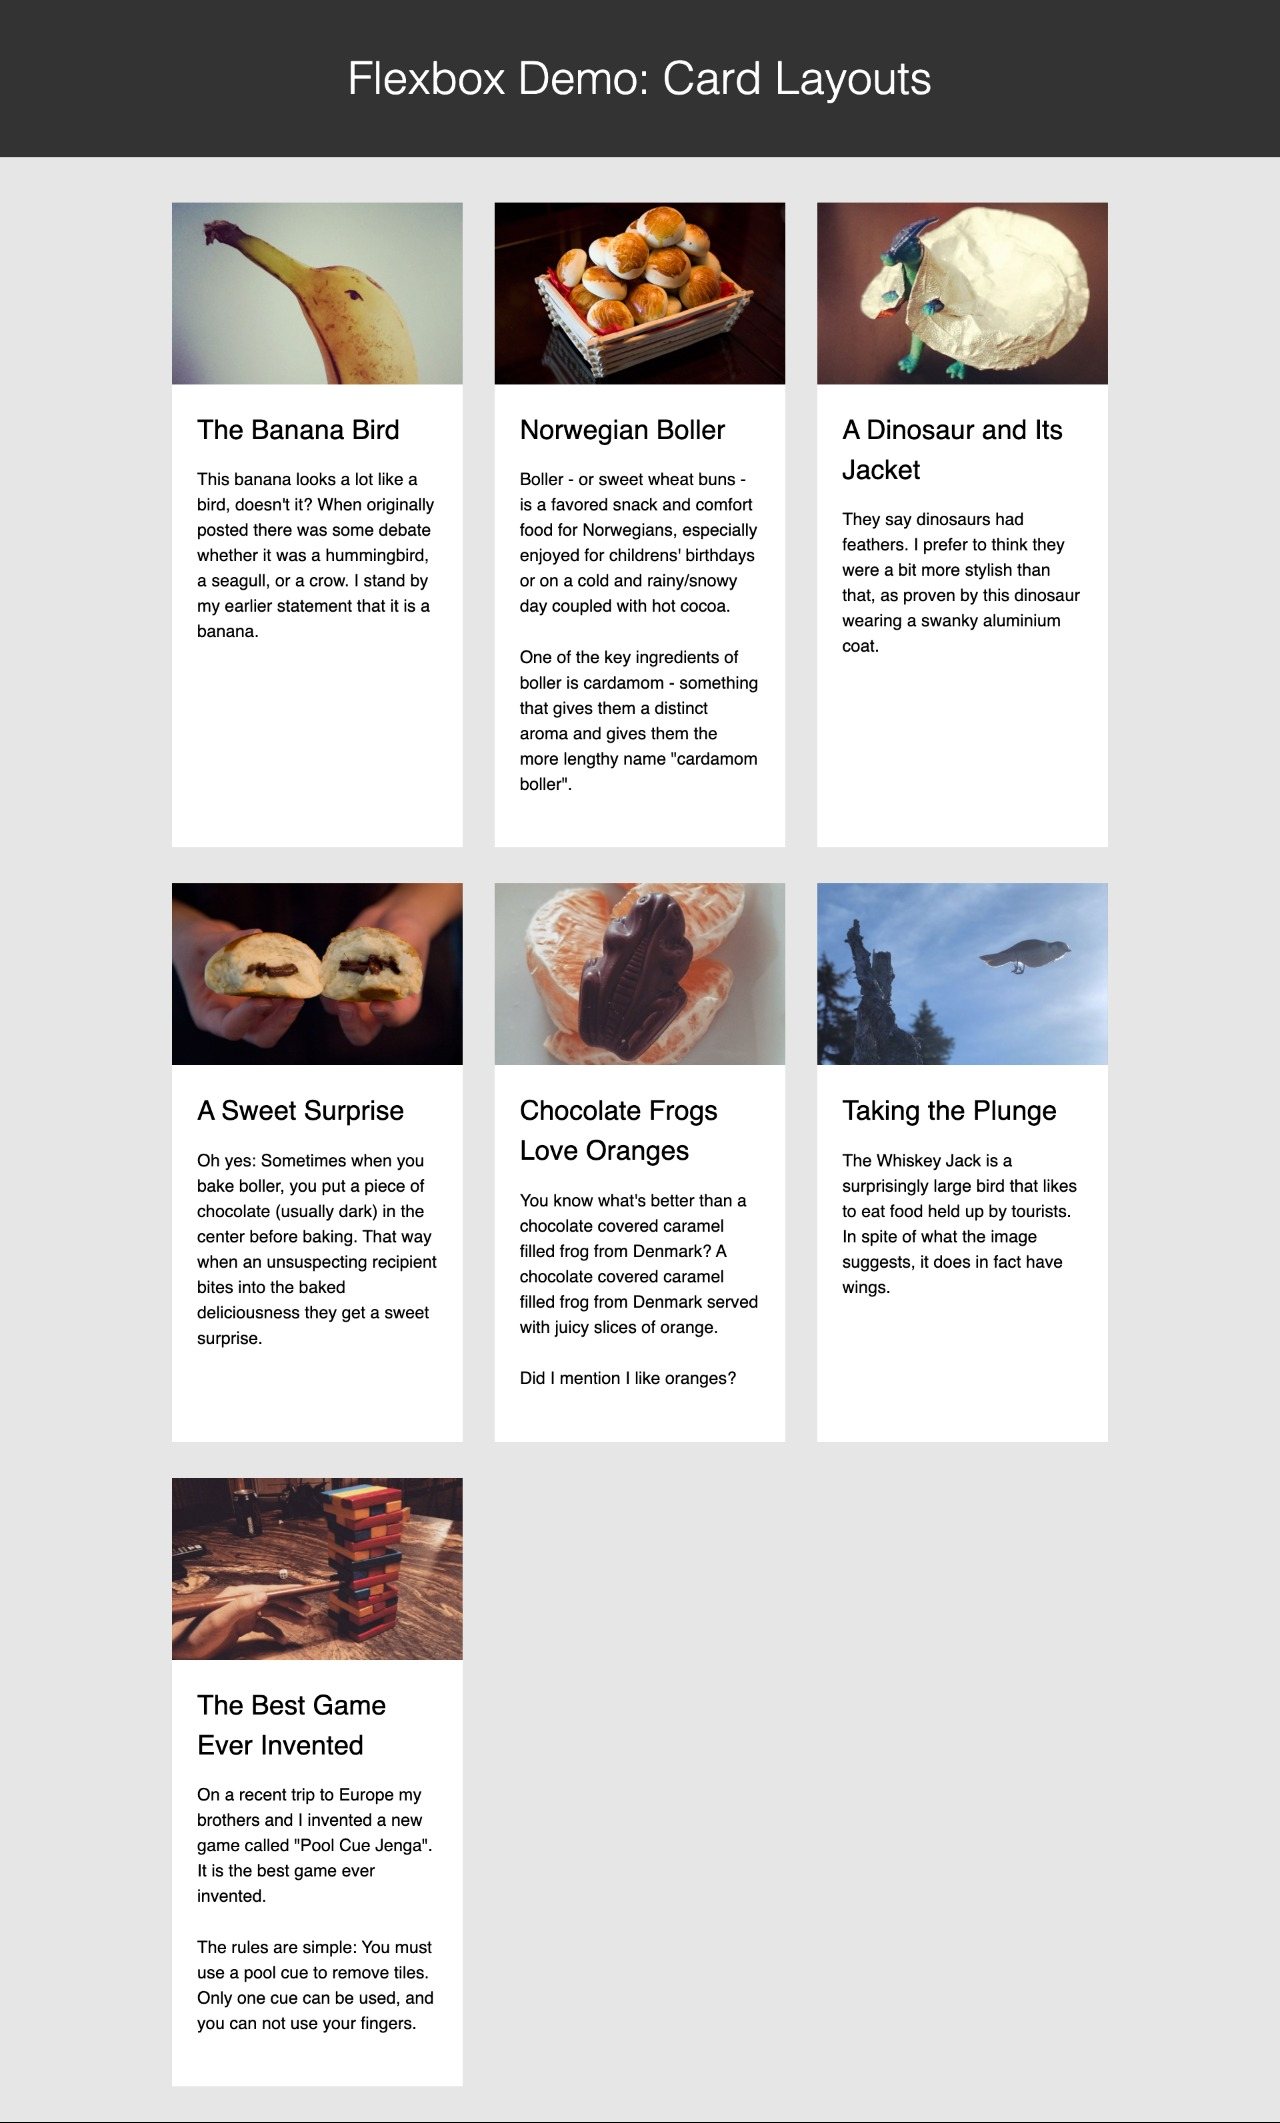 Flexbox Demo: Card Layouts
The Banana Bird
This banana looks a lot like a
bird, doesn't it? When originally
posted there was some debate
whether it was a hummingbird,
a seagull, or a crow. I stand by
my earlier statement that it is a
banana.
Norwegian Boller
Boller - or sweet wheat buns -
is a favored snack and comfort
food for Norwegians, especially
enjoyed for childrens' birthdays
or on a cold and rainy/snowy
day coupled with hot cocoa.
One of the key ingredients of
boller is cardamom - something
that gives them a distinct
aroma and gives them the
more lengthy name "cardamom
boller".
A Dinosaur and Its
Jacket
They say dinosaurs had
feathers. I prefer to think they
were a bit more stylish than
that, as proven by this dinosaur
wearing a swanky aluminium
coat.
A Sweet Surprise
Oh yes: Sometimes when you
bake boller, you put a piece of
chocolate (usually dark) in the
center before baking. That way
when an unsuspecting recipient
bites into the baked
deliciousness they get a sweet
surprise.
Chocolate Frogs
Love Oranges
You know what's better than a
chocolate covered caramel
filled frog from Denmark? A
chocolate covered caramel
filled frog from Denmark served
with juicy slices of orange.
Did I mention I like oranges?
Taking the Plunge
The Whiskey Jack is a
surprisingly large bird that likes
to eat food held up by tourists.
In spite of what the image
suggests, it does in fact have
wings.
The Best Game
Ever Invented
On a recent trip to Europe my
brothers and I invented a new
game called "Pool Cue Jenga".
It is the best game ever
invented.
The rules are simple: You must
use a pool cue to remove tiles.
Only one cue can be used, and
you can not use your fingers.